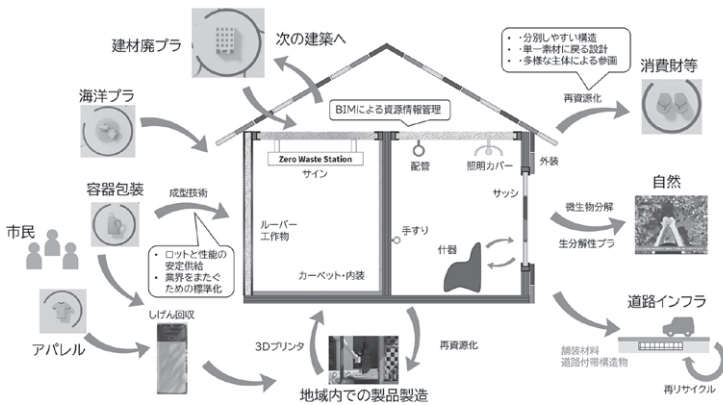 建材廃プラ
次の建築へ
・分別しやすい構造
・単一素材に戻る設計
・多様な主体による参画
消費財等
再資源化
海洋プラ
BIMによる資源情報管理
Zero Waste Station
サイン
配管
照明カバー
外装
容器包装
成型技術
サッシ
自然
微生物分解
生分解性プラ
市民
・ロットと性能の
安定供給
・業界をまたぐ
ための標準化
ルーバー
工作物
手すり
什器
カーペット・内装
しげん回収
道路インフラ
アパレル
3Dプリンタ
再資源化
舗装材料
道路付帯構造物
地域内での製品製造
再リサイクル